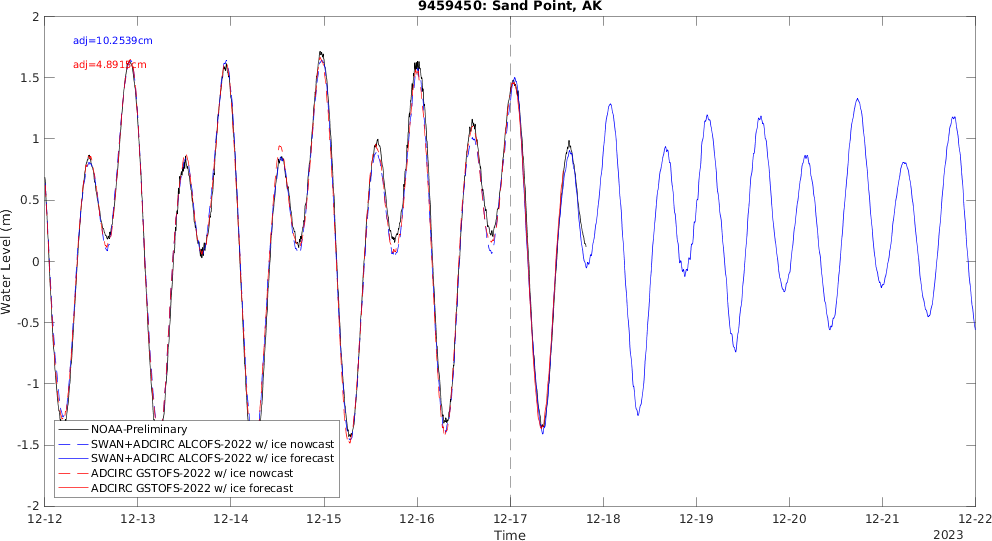 9459450: Sand Point, AK
adj=10.2539cm
adj=4.8915cm
Water Level (m)
2
1.5
1
0.5
0
-0.5
-1
-1.5
-2
NOAA-Preliminary
SWAN+ADCIRC ALCOFS-2022 w/ ice nowcast
SWAN+ADCIRC ALCOFS-2022 w/ ice forecast
ADCIRC GSTOFS-2022 w/ ice nowcast
ADCIRC GSTOFS-2022 w/ ice forecast
12-12 12-13 12-14 12-15 12-16 12-17 12-18 12-19 12-20 12-21 12-22
Time
2023